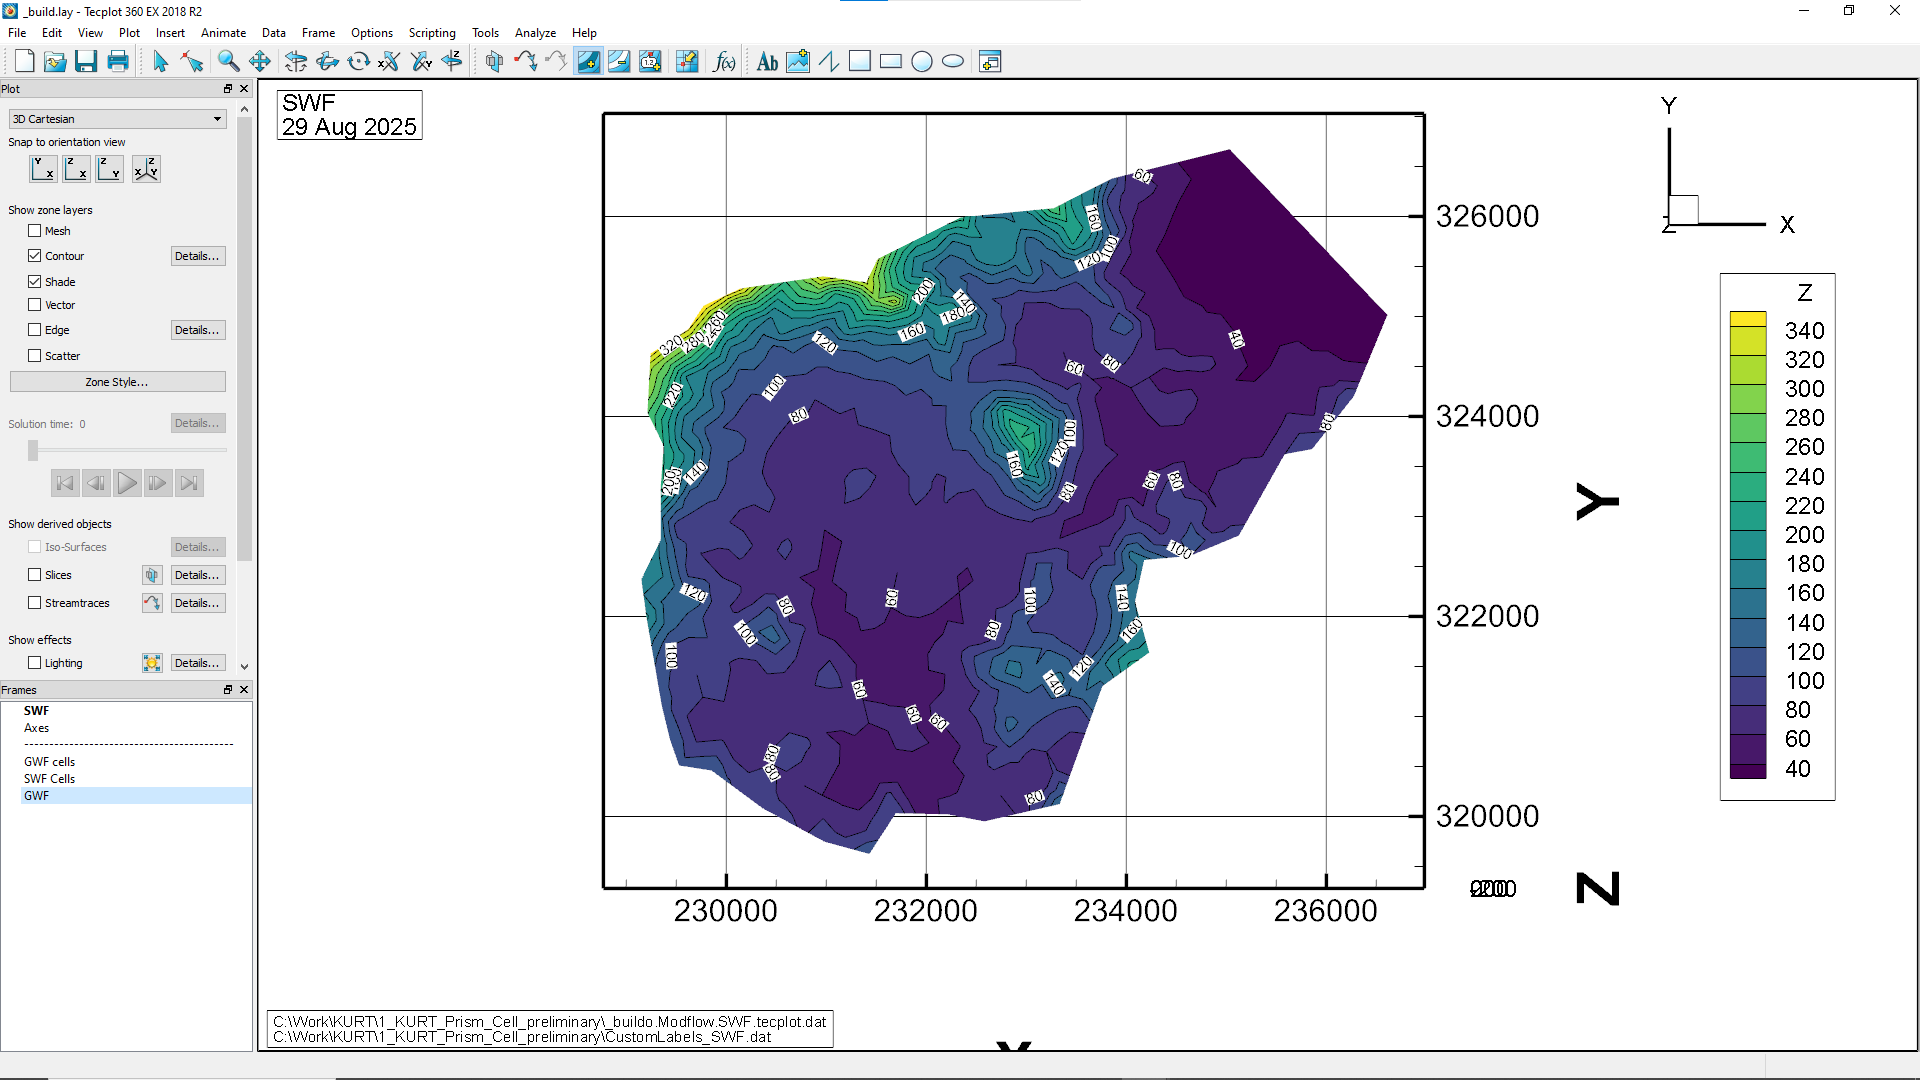 _build.lay - Tecplot 360 EX 2018 R2
File Edit View Plot Insert Animate Data Frame Options Scripting Tools Analyze Help
Plot
3D Cartesian
Snap to orientation view
Show zone layers
Mesh
Contour Details...
Shade
Vector
Edge Details...
Scatter
Zone Style...
Solution time: 0 Details...
Show derived objects
Iso-Surfaces Details...
Slices Details...
Streamtraces Details...
Show effects
Lighting Details...
Frames
SWF
Axes
GWF cells
SWF Cells
GWF
SWF
29 Aug 2025
326000
324000
322000
320000
230000 232000 234000 236000
Y
Z
X
Y
X
Z
Z
340
320
300
280
260
240
220
200
180
160
140
120
100
80
60
40
C:\Work\KURT\1_KURT_Prism_Cell_preliminary\_buildo.Modflow.SWF.tecplot.dat
C:\Work\KURT\1_KURT_Prism_Cell_preliminary\CustomLabels_SWF.dat